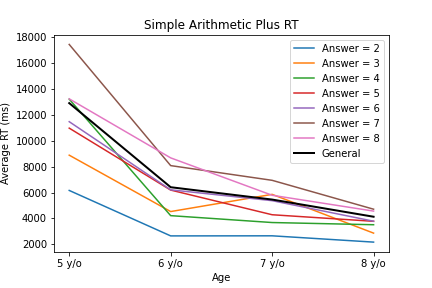 Simple Arithmetic Plus RT
18000
16000
14000
12000
10000
8000
6000
4000
2000
Average RT (ms)
Answer = 2
Answer = 3
Answer = 4
Answer = 5
Answer = 6
Answer = 7
Answer = 8
General
5 y/o 6 y/o 7 y/o 8 y/o
Age